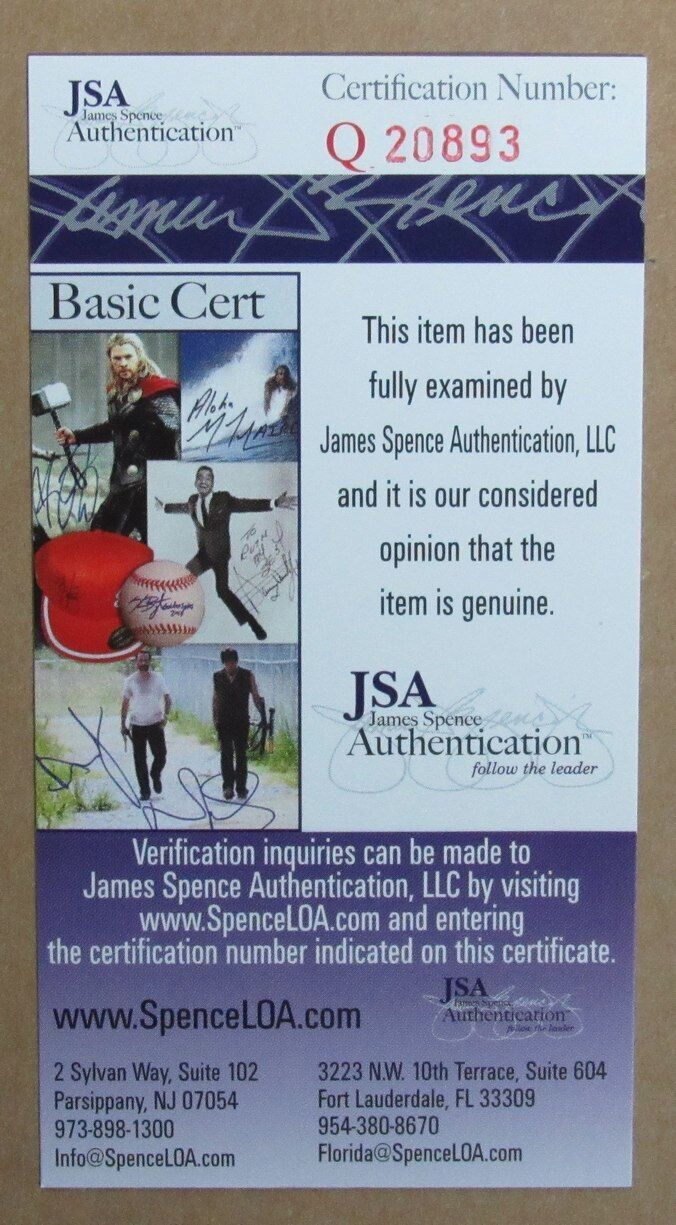 JSA
James Spence
Authentication™
Certification Number:
Q 20893
Basic Cert
Aloha
This item has been
fully examined by
James Spence Authentication, LLC
and it is our considered
opinion that the
item is genuine.
JSA
James Spence
Authentication™
follow the leader
Verification inquiries can be made to
James Spence Authentication, LLC by visiting
www.SpenceLOA.com and entering
the certification number indicated on this certificate.
www.SpenceLOA.com
JSA
James Spence
Authentication™
follow the leader
2 Sylvan Way, Suite 102
Parsippany, NJ 07054
973-898-1300
Info@SpenceLOA.com
3223 N.W. 10th Terrace, Suite 604
Fort Lauderdale, FL 33309
954-380-8670
Florida@SpenceLOA.com